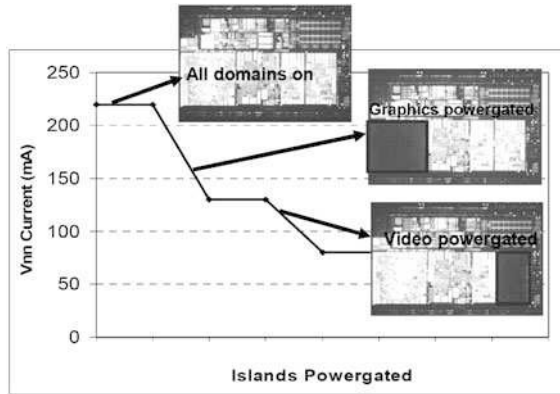 All domains on
250
200
150
100
50
0
Vnn Current (mA)
Graphics powergated
Video powergated
Islands Powergated